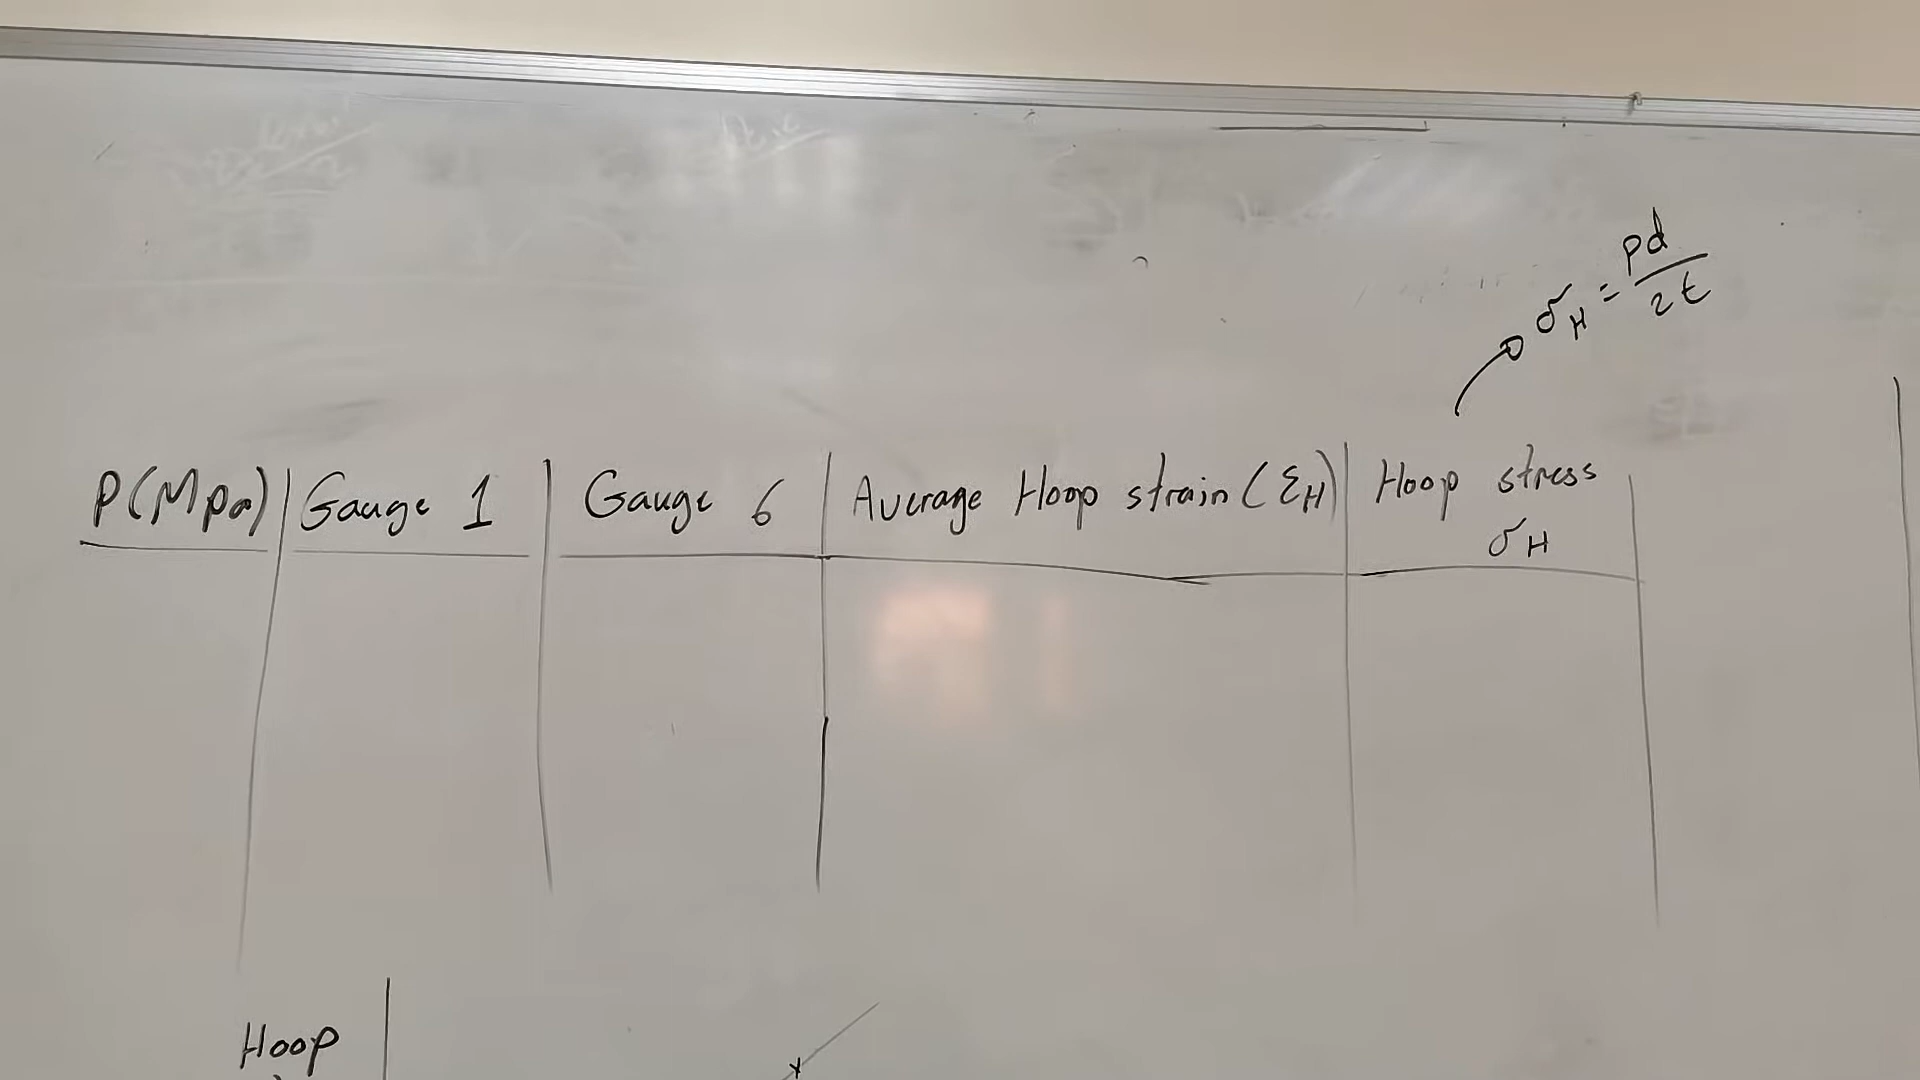 σH = pd/2t
P(Mpa) Gauge 1 Gauge 6 Average Hoop strain (εH) Hoop stress
σH
Hoop